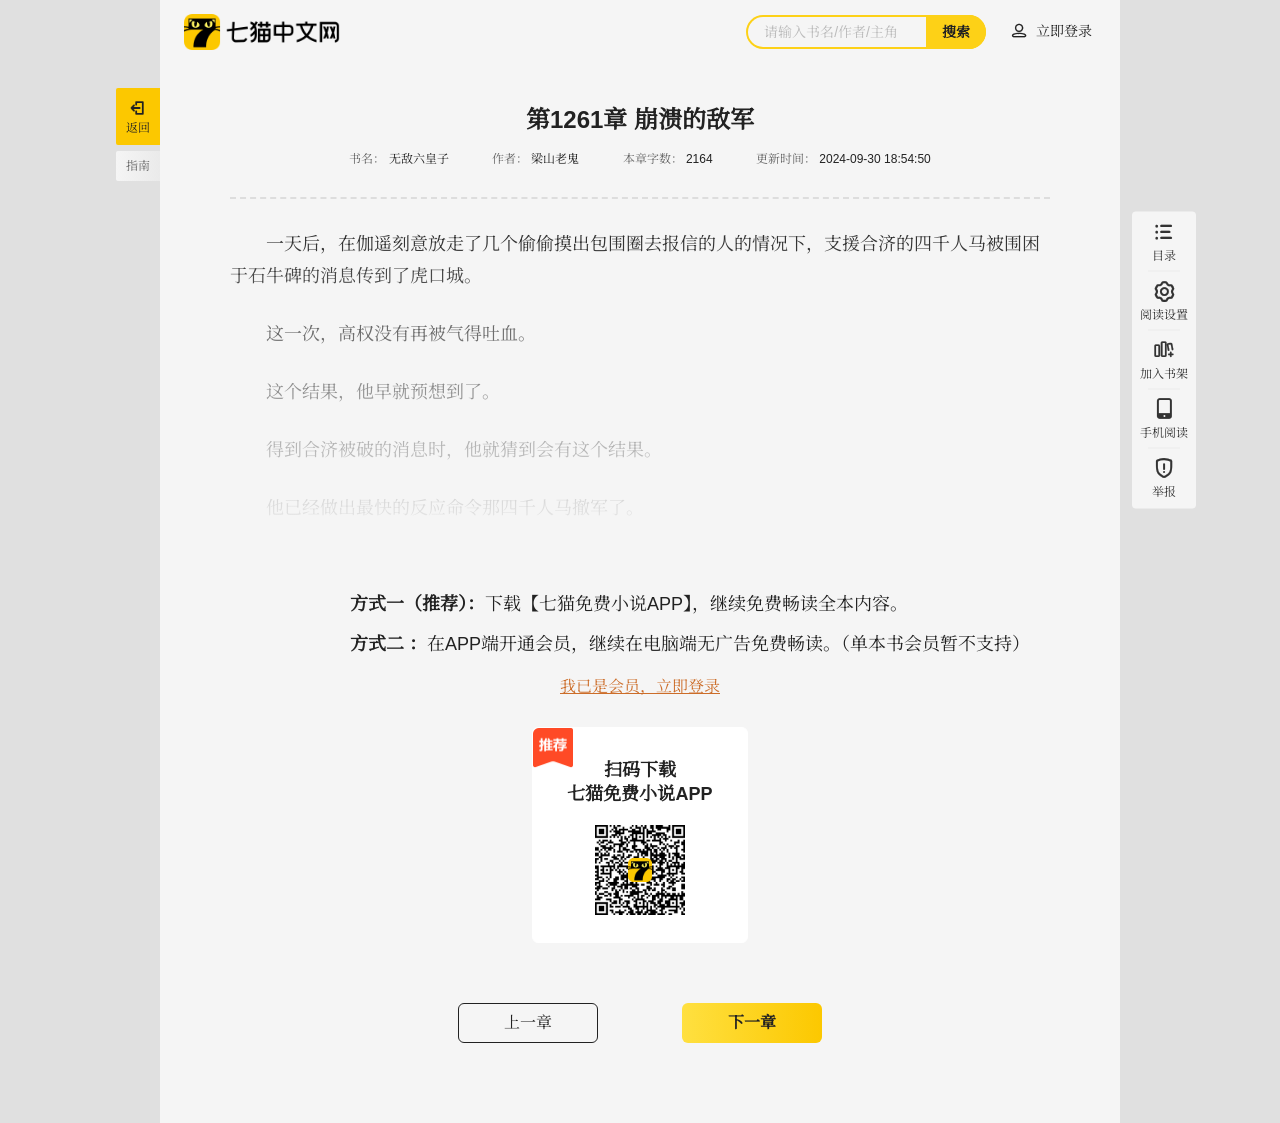 七猫中文网
请输入书名/作者/主角
搜索
立即登录
返回
指南
第1261章 崩溃的敌军
书名： 无敌六皇子 作者： 梁山老鬼 本章字数： 2164 更新时间： 2024-09-30 18:54:50
一天后，在伽遥刻意放走了几个偷偷摸出包围圈去报信的人的情况下，支援合济的四千人马被围困
于石牛碑的消息传到了虎口城。
这一次，高权没有再被气得吐血。
这个结果，他早就预想到了。
得到合济被破的消息时，他就猜到会有这个结果。
他已经做出最快的反应命令那四千人马撤军了。
目录
阅读设置
加入书架
手机阅读
举报
方式一（推荐）：下载【七猫免费小说APP】，继续免费畅读全本内容。
方式二 ：在APP端开通会员，继续在电脑端无广告免费畅读。（单本书会员暂不支持）
我已是会员，立即登录
推荐
扫码下载
七猫免费小说APP
上一章
下一章